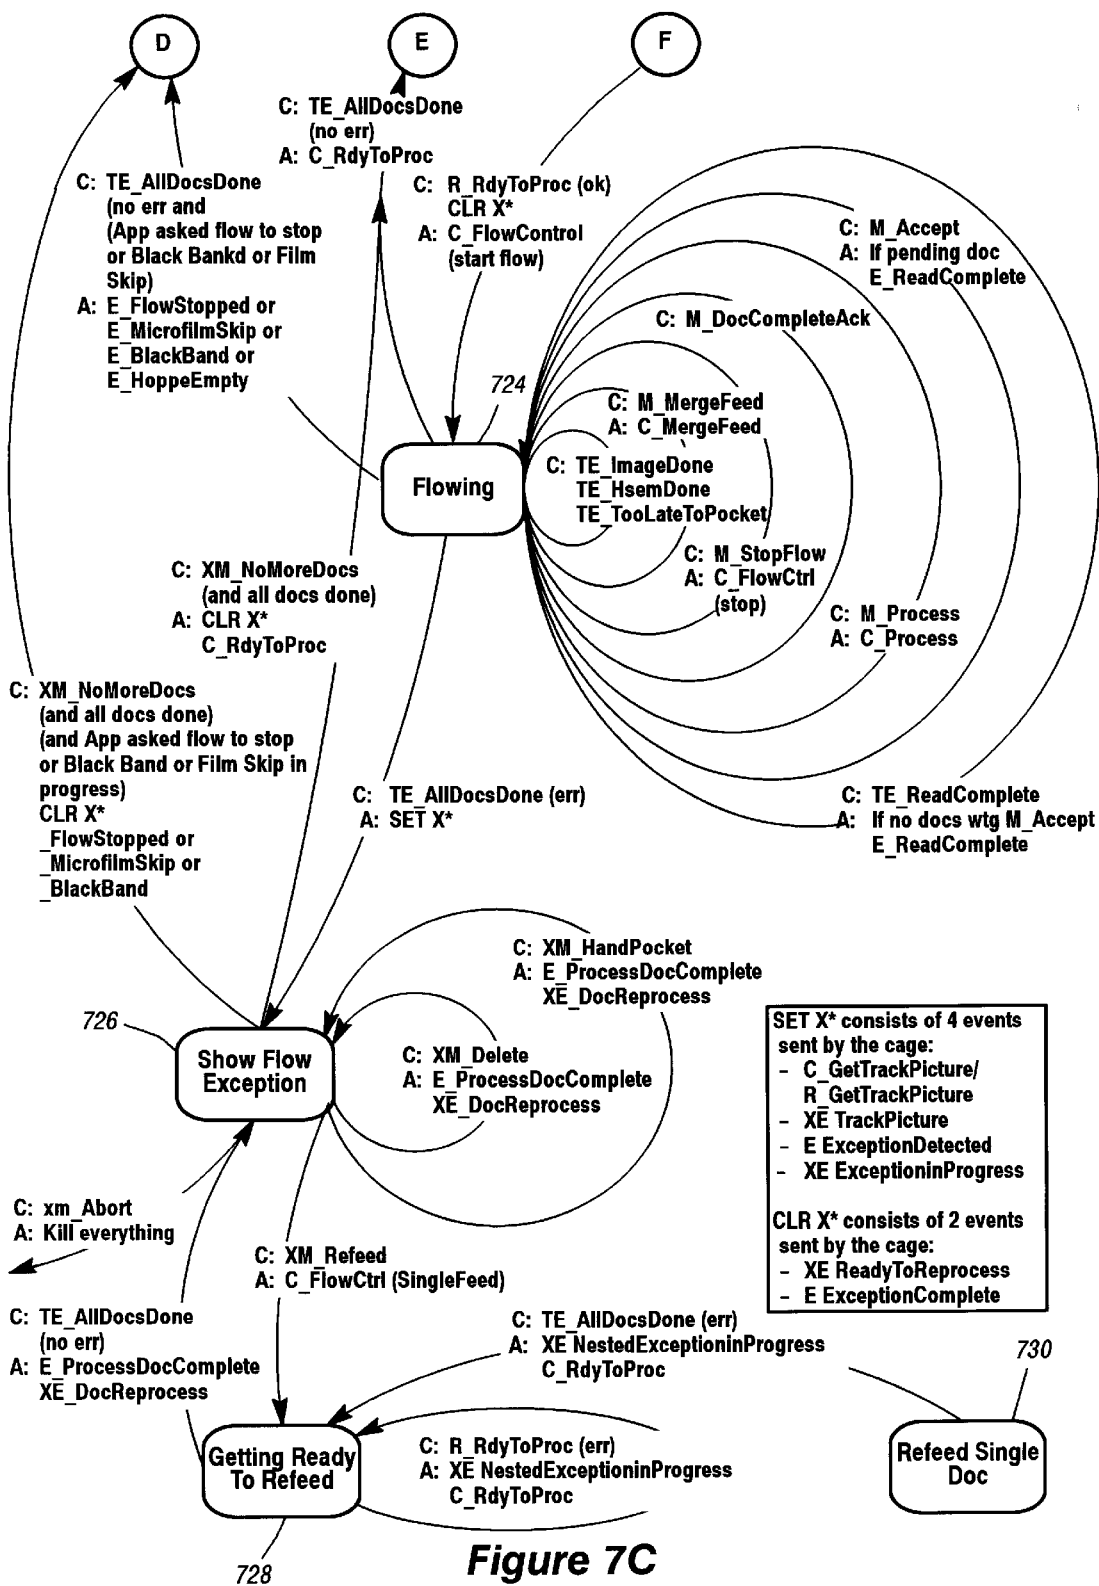 D
E
F
C: TE_AllDocsDone
(no err)
A: C_RdyToProc
C: TE_AllDocsDone
(no err and
(App asked flow to stop
or Black Bankd or Film
Skip)
A: E_FlowStopped or
E_MicrofilmSkip or
E_BlackBand or
E_HoppeEmpty
C: R_RdyToProc (ok)
CLR X*
A: C_FlowControl
(start flow)
C: M_Accept
A: If pending doc
E_ReadComplete
C: M_DocCompleteAck
724
C: M_MergeFeed
A: C_MergeFeed
Flowing
C: TE_ImageDone
TE_HsemDone
TE_TooLateToPocket
C: M_StopFlow
A: C_FlowCtrl
(stop)
C: XM_NoMoreDocs
(and all docs done)
A: CLR X*
C_RdyToProc
C: M_Process
A: C_Process
C: XM_NoMoreDocs
(and all docs done)
(and App asked flow to stop
or Black Band or Film Skip in
progress)
CLR X*
_FlowStopped or
_MicrofilmSkip or
_BlackBand
C: TE_AllDocsDone (err)
A: SET X*
C: TE_ReadComplete
A: If no docs wtg M_Accept
E_ReadComplete
C: XM_HandPocket
A: E_ProcessDocComplete
XE_DocReprocess
726
Show Flow
Exception
C: XM_Delete
A: E_ProcessDocComplete
XE_DocReprocess
SET X* consists of 4 events
sent by the cage:
- C_GetTrackPicture/
R_GetTrackPicture
- XE TrackPicture
- E ExceptionDetected
- XE ExceptioninProgress
CLR X* consists of 2 events
sent by the cage:
- XE ReadyToReprocess
- E ExceptionComplete
C: xm_Abort
A: Kill everything
C: XM_Refeed
A: C_FlowCtrl (SingleFeed)
C: TE_AllDocsDone
(no err)
A: E_ProcessDocComplete
XE_DocReprocess
C: TE_AllDocsDone (err)
A: XE NestedExceptioninProgress
C_RdyToProc
730
Getting Ready
To Refeed
C: R_RdyToProc (err)
A: XE NestedExceptioninProgress
C_RdyToProc
Refeed Single
Doc
728
Figure 7C